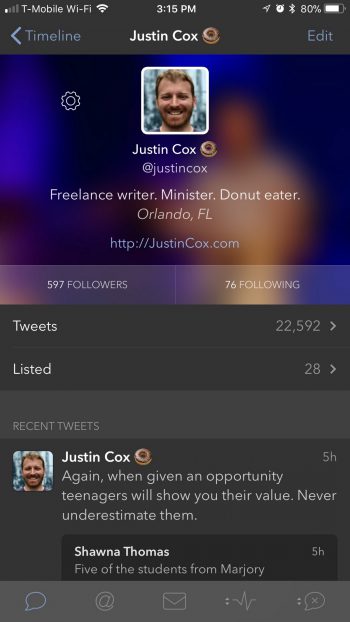 T-Mobile Wi-Fi 3:15 PM 80%
Timeline Justin Cox Edit
Justin Cox
@justincox
Freelance writer. Minister. Donut eater.
Orlando, FL
http://JustinCox.com
597 FOLLOWERS 76 FOLLOWING
Tweets 22,592
Listed 28
RECENT TWEETS
Justin Cox 5h
Again, when given an opportunity
teenagers will show you their value. Never
underestimate them.
Shawna Thomas 5h
Five of the students from Marjory